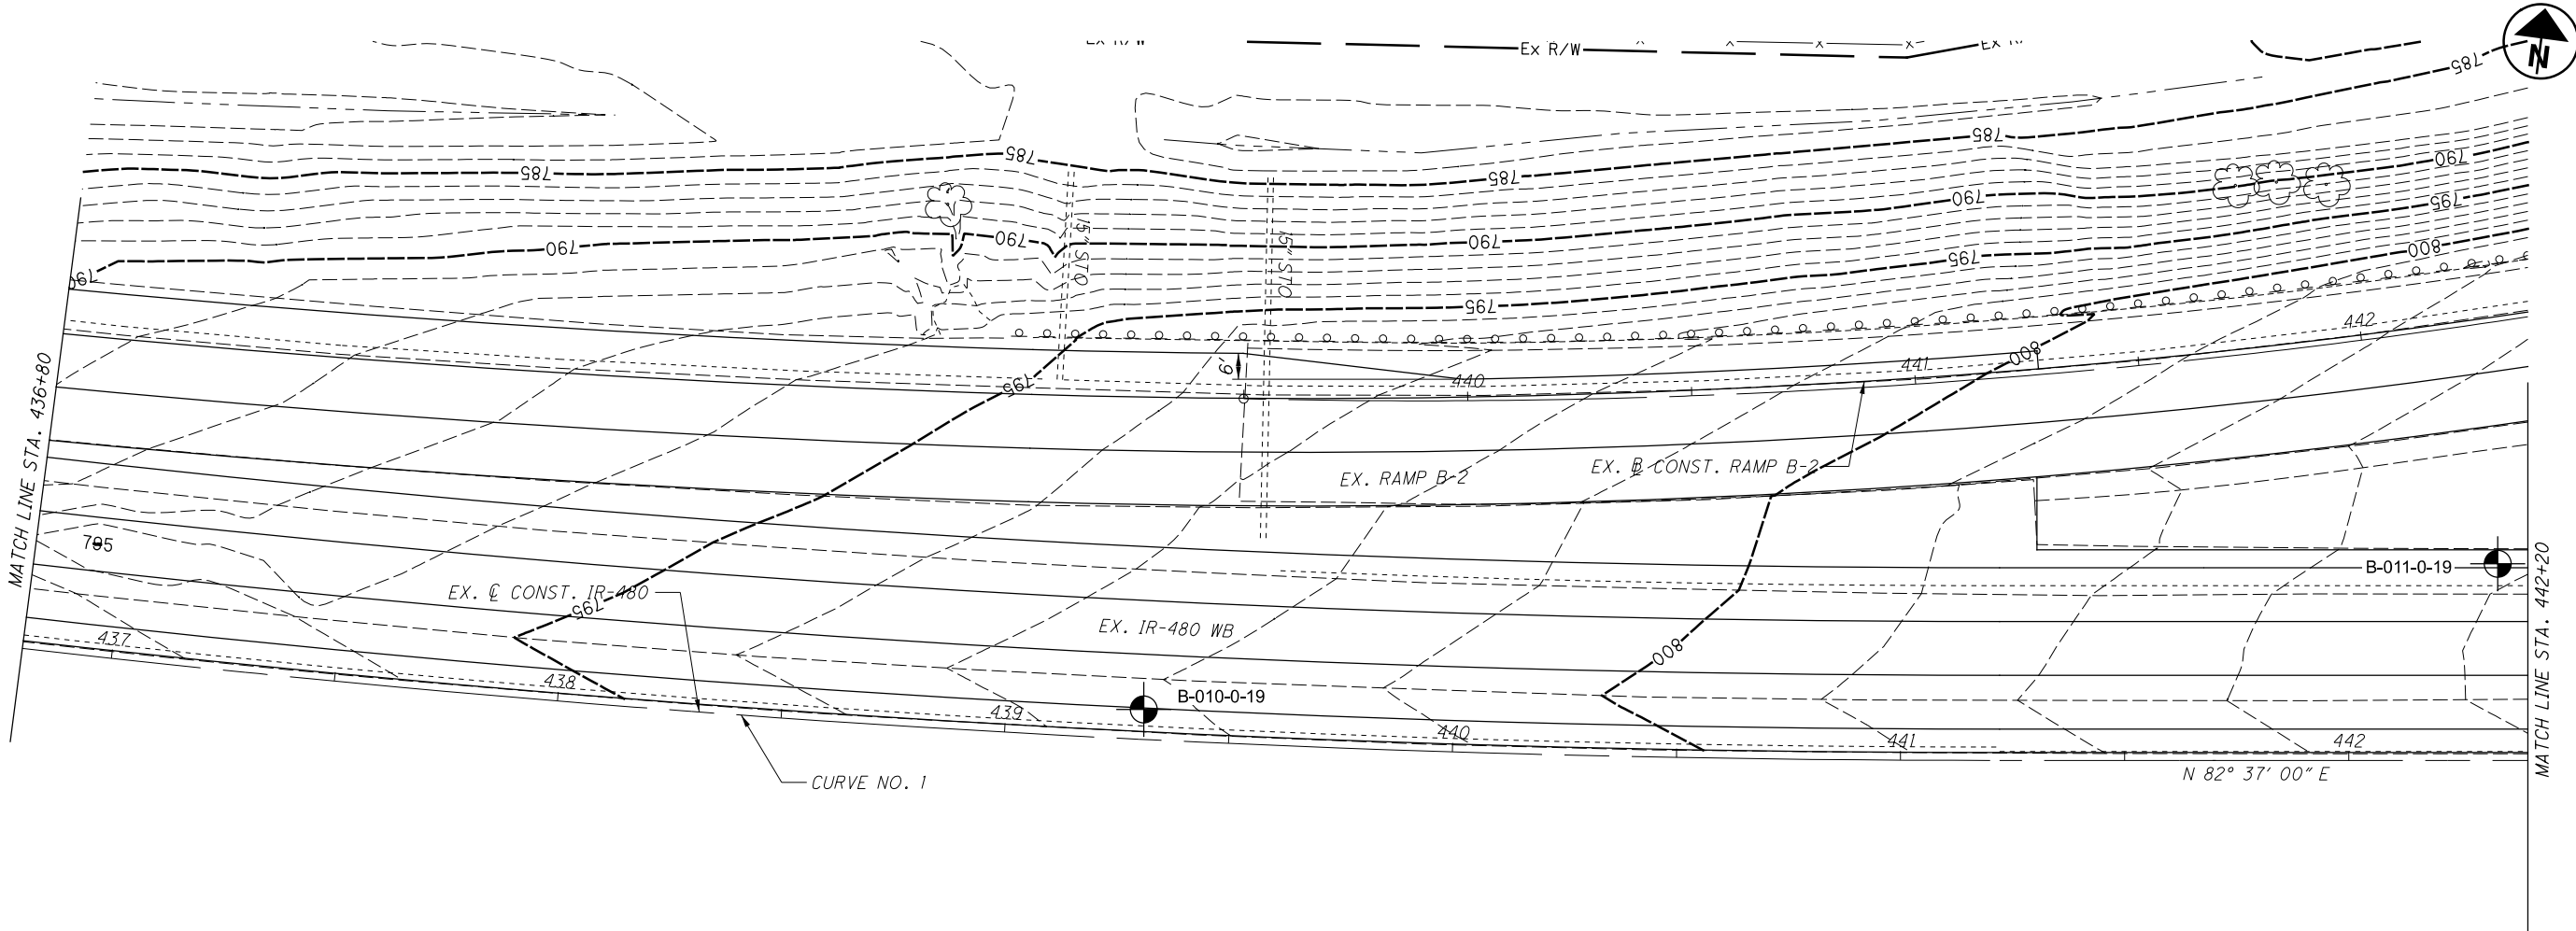 Ex R/W
N
785
785
785
785
785
790
790
790
790
790
790
795
795
795
800
15" STO
15" STO
6'
442
441
440
800
795
MATCH LINE STA. 436+80
EX. RAMP B-2
EX. B CONST. RAMP B-2
795
B-011-0-19
MATCH LINE STA. 442+20
EX. ℄ CONST. IR-480
795
EX. IR-480 WB
800
437
438
B-010-0-19
439
440
441
442
N 82° 37' 00" E
CURVE NO. 1